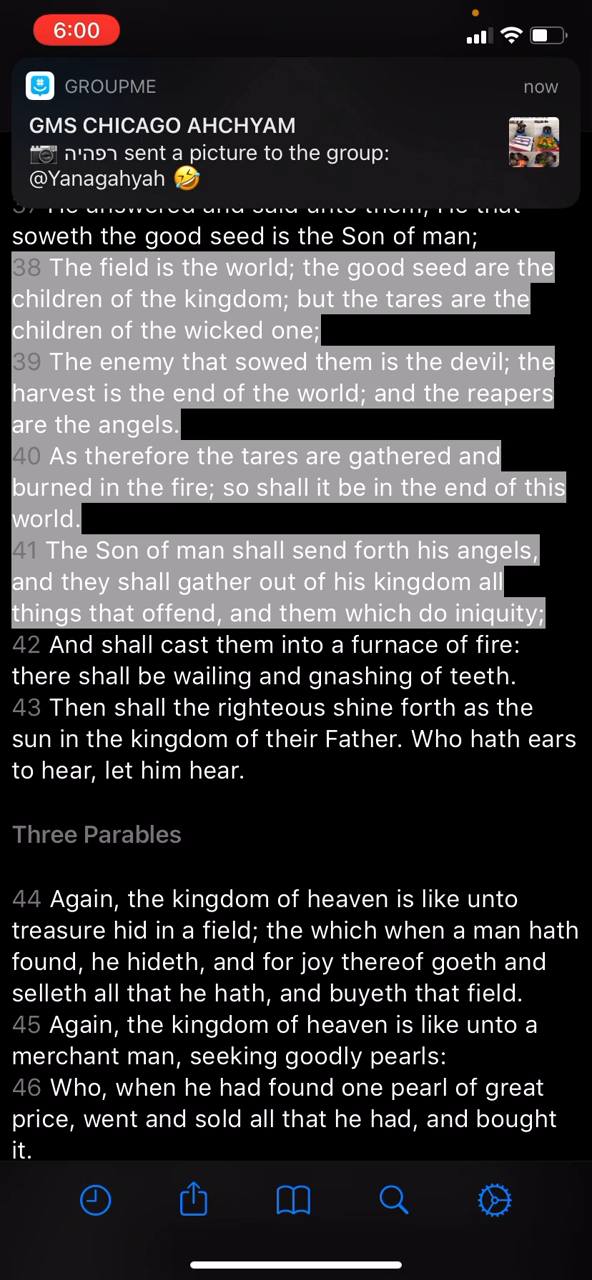 6:00
GROUPME
now
GMS CHICAGO AHCHYAM
רפהיה sent a picture to the group:
@Yanagahyah 🤣
37 He answered and said unto them, He that
soweth the good seed is the Son of man;
38 The field is the world; the good seed are the
children of the kingdom; but the tares are the
children of the wicked one;
39 The enemy that sowed them is the devil; the
harvest is the end of the world; and the reapers
are the angels.
40 As therefore the tares are gathered and
burned in the fire; so shall it be in the end of this
world.
41 The Son of man shall send forth his angels,
and they shall gather out of his kingdom all
things that offend, and them which do iniquity;
42 And shall cast them into a furnace of fire:
there shall be wailing and gnashing of teeth.
43 Then shall the righteous shine forth as the
sun in the kingdom of their Father. Who hath ears
to hear, let him hear.
Three Parables
44 Again, the kingdom of heaven is like unto
treasure hid in a field; the which when a man hath
found, he hideth, and for joy thereof goeth and
selleth all that he hath, and buyeth that field.
45 Again, the kingdom of heaven is like unto a
merchant man, seeking goodly pearls:
46 Who, when he had found one pearl of great
price, went and sold all that he had, and bought
it.